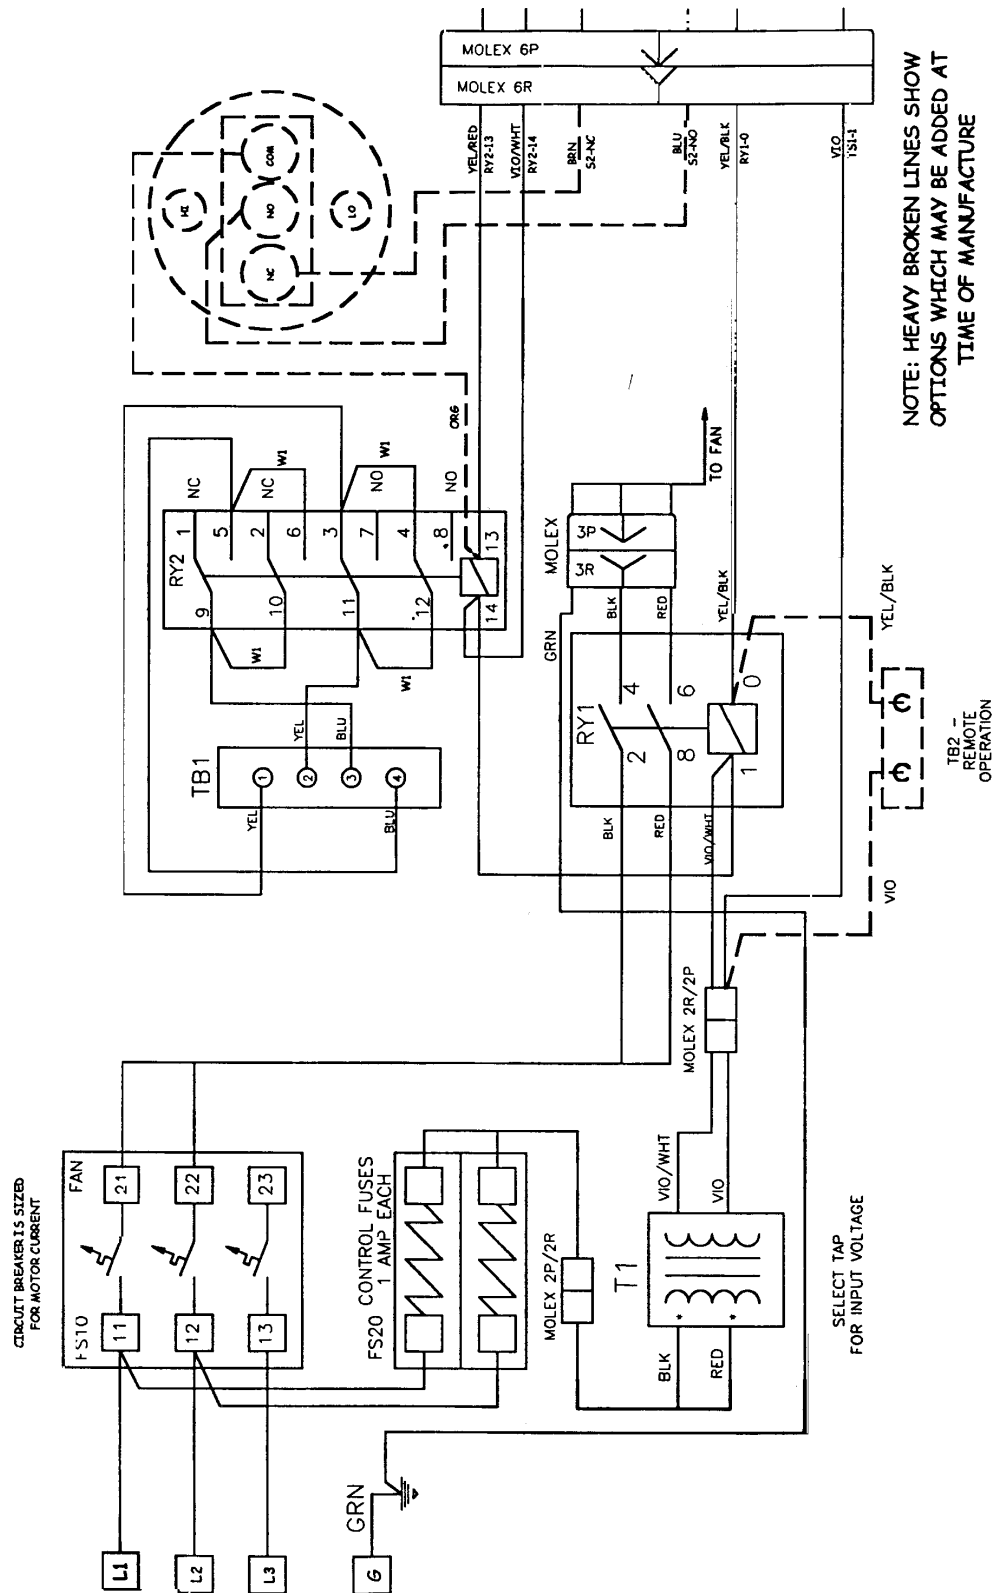 CIRCUIT BREAKER IS SIZED
FOR MOTOR CURRENT
L1
L2
L3
G
GRN
FS10
FAN
11
21
12
22
13
23
FS20
CONTROL FUSES
1 AMP EACH
MOLEX 2P/2R
T1
BLK
RED
*
*
VIO/WHT
VIO
SELECT TAP
FOR INPUT VOLTAGE
MOLEX 2R/2P
TB1
1
2
3
4
YEL
BLU
YEL
BLU
RY2
1
5
2
6
3
7
4
8
9
10
11
12
14
13
NC
NC
NO
NO
W1
W1
W1
W1
ORG
HI
COM
NO
NC
LO
RY1
2
4
8
6
1
0
BLK
RED
VIO/WHT
GRN
BLK
RED
YEL/BLK
MOLEX
3R
3P
TO FAN
VIO
YEL/BLK
TB2 -
REMOTE
OPERATION
MOLEX 6P
MOLEX 6R
YEL/RED
RY2-13
VIO/WHT
RY2-14
BRN
S2-NC
BLU
S2-NO
YEL/BLK
RY1-0
VIO
TS1-1
NOTE: HEAVY BROKEN LINES SHOW
OPTIONS WHICH MAY BE ADDED AT
TIME OF MANUFACTURE